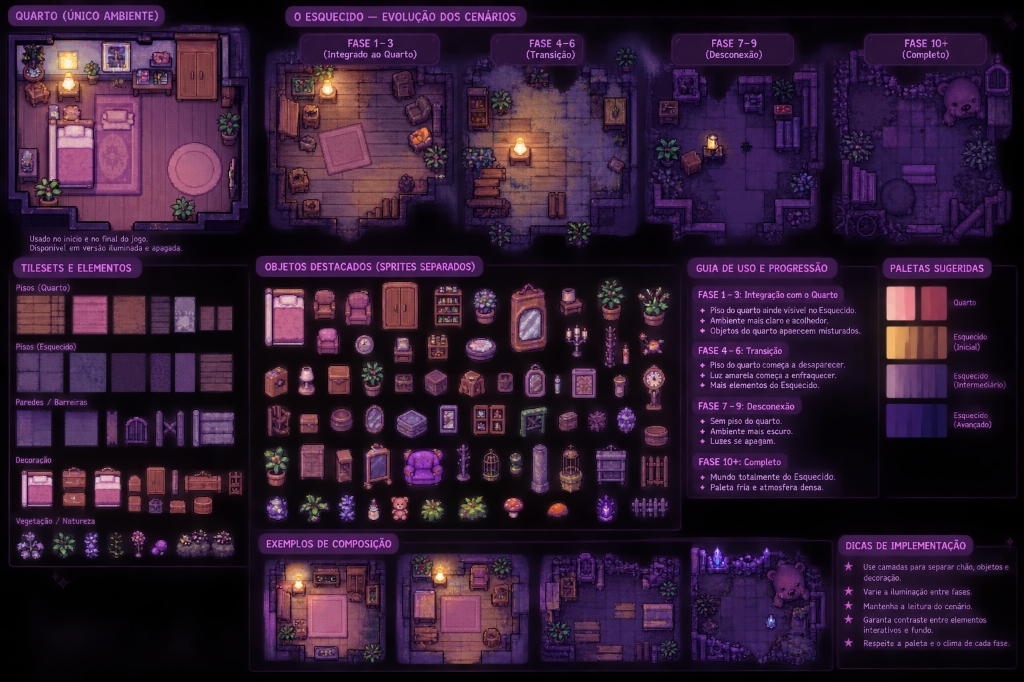 QUARTO (ÚNICO AMBIENTE)
Usado no início e no final do jogo.
Disponível em versão iluminada e apagada.
O ESQUECIDO — EVOLUÇÃO DOS CENÁRIOS
FASE 1-3
(Integrado ao Quarto)
FASE 4-6
(Transição)
FASE 7-9
(Desconexão)
FASE 10+
(Completo)
TILESETS E ELEMENTOS
Pisos (Quarto)
Pisos (Esquecido)
Paredes / Barreiras
Decoração
Vegetação / Natureza
OBJETOS DESTACADOS (SPRITES SEPARADOS)
GUIA DE USO E PROGRESSÃO
FASE 1-3: Integração com o Quarto
Piso do quarto ainde visível no Esquecido.
Ambiente mais claro e acolhedor.
Objetos do quarto aparecem misturados.
FASE 4-6: Transição
Piso do quarto começa a desaparecer.
Luz amarela começa a enfraquecer.
Mais elementos do Esquecido.
FASE 7-9: Desconexão
Sem piso do quarto.
Ambiente mais escuro.
Luzes se apagam.
FASE 10+: Completo
Mundo totalmente do Esquecido.
Paleta fria e atmosfera densa.
PALETAS SUGERIDAS
Quarto
Esquecido
(Inicial)
Esquecido
(Intermediário)
Esquecido
(Avançado)
EXEMPLOS DE COMPOSIÇÃO
DICAS DE IMPLEMENTAÇÃO
Use camadas para separar chão, objetos e
decoração.
Varie a iluminação entre fases.
Mantenha a leitura do cenário.
Garanta contraste entre elementos
interativos e fundo.
Respeite a paleta e o clima de cada fase.